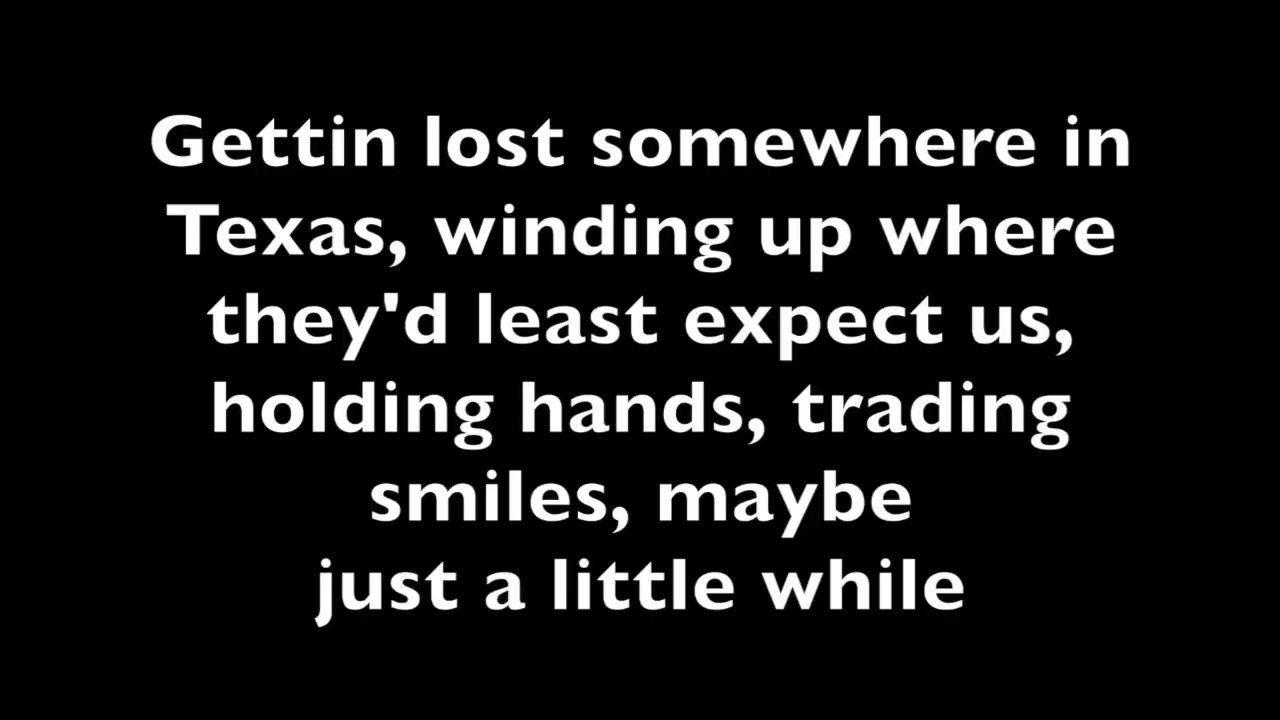 Gettin lost somewhere in
Texas, winding up where
they'd least expect us,
holding hands, trading
smiles, maybe
just a little while